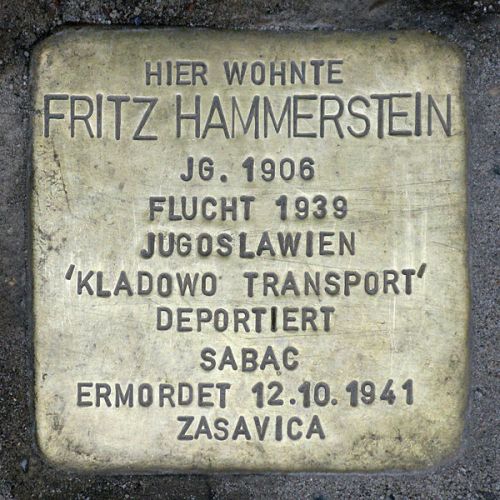 HIER WOHNTE
FRITZ HAMMERSTEIN
JG. 1906
FLUCHT 1939
JUGOSLAWIEN
'KLADOWO TRANSPORT'
DEPORTIERT
SABAC
ERMORDET 12.10.1941
ZASAVICA